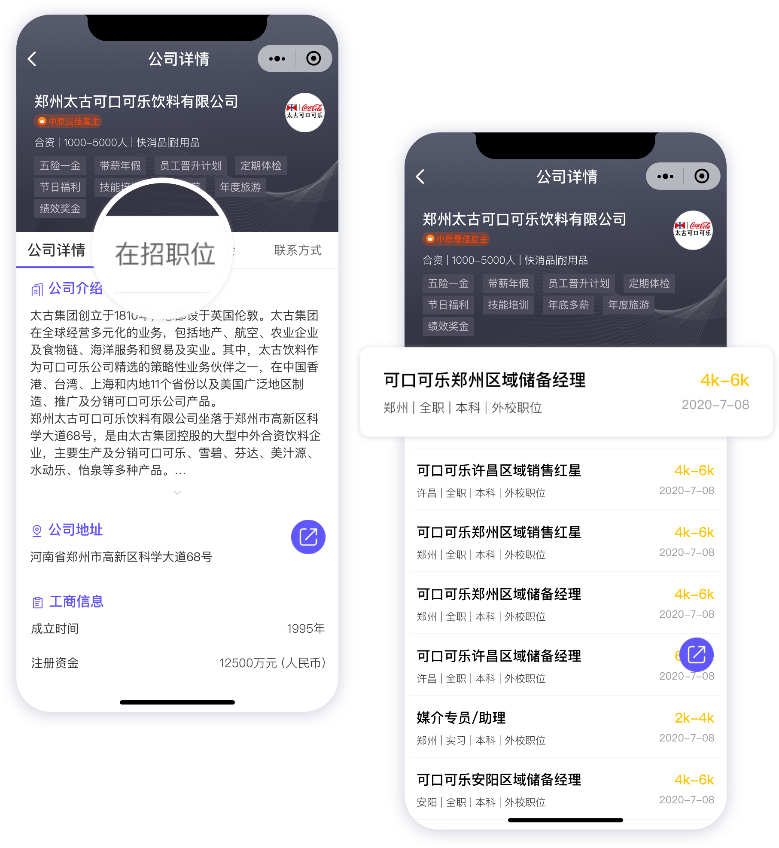 公司详情
郑州太古可口可乐饮料有限公司
中原最佳雇主
Coca-Cola
太古可口可乐
合资 | 1000-5000人 | 快消品|耐用品
五险一金 带薪年假 员工晋升计划 定期体检
节日福利 技能培 年度旅游
绩效奖金
公司详情 在招职位 联系方式
公司介绍
太古集团创立于1810年，总部设于英国伦敦。太古集团
在全球经营多元化的业务，包括地产、航空、农业企业
及食物链、海洋服务和贸易及实业。其中，太古饮料作
为可口可乐公司精选的策略性业务伙伴之一，在中国香
港、台湾、上海和内地11个省份以及美国广泛地区制
造、推广及分销可口可乐公司产品。
郑州太古可口可乐饮料有限公司坐落于郑州市高新区科
学大道68号，是由太古集团控股的大型中外合资饮料企
业，主要生产及分销可口可乐、雪碧、芬达、美汁源、
水动乐、怡泉等多种产品。...
公司地址
河南省郑州市高新区科学大道68号
工商信息
成立时间 1995年
注册资金 12500万元 (人民币)
公司详情
郑州太古可口可乐饮料有限公司
中原最佳雇主
Coca-Cola
太古可口可乐
合资 | 1000-5000人 | 快消品|耐用品
五险一金 带薪年假 员工晋升计划 定期体检
节日福利 技能培训 年底多薪 年度旅游
绩效奖金
可口可乐郑州区域储备经理 4k-6k
郑州 | 全职 | 本科 | 外校职位 2020-7-08
可口可乐许昌区域销售红星 4k-6k
许昌 | 全职 | 本科 | 外校职位 2020-7-08
可口可乐郑州区域销售红星 4k-6k
郑州 | 全职 | 本科 | 外校职位 2020-7-08
可口可乐郑州区域储备经理 4k-6k
郑州 | 全职 | 本科 | 外校职位 2020-7-08
可口可乐许昌区域储备经理
许昌 | 全职 | 本科 | 外校职位 2020-7-08
媒介专员/助理 2k-4k
郑州 | 实习 | 本科 | 外校职位 2020-7-08
可口可乐安阳区域储备经理 4k-6k
安阳 | 全职 | 本科 | 外校职位 2020-7-08